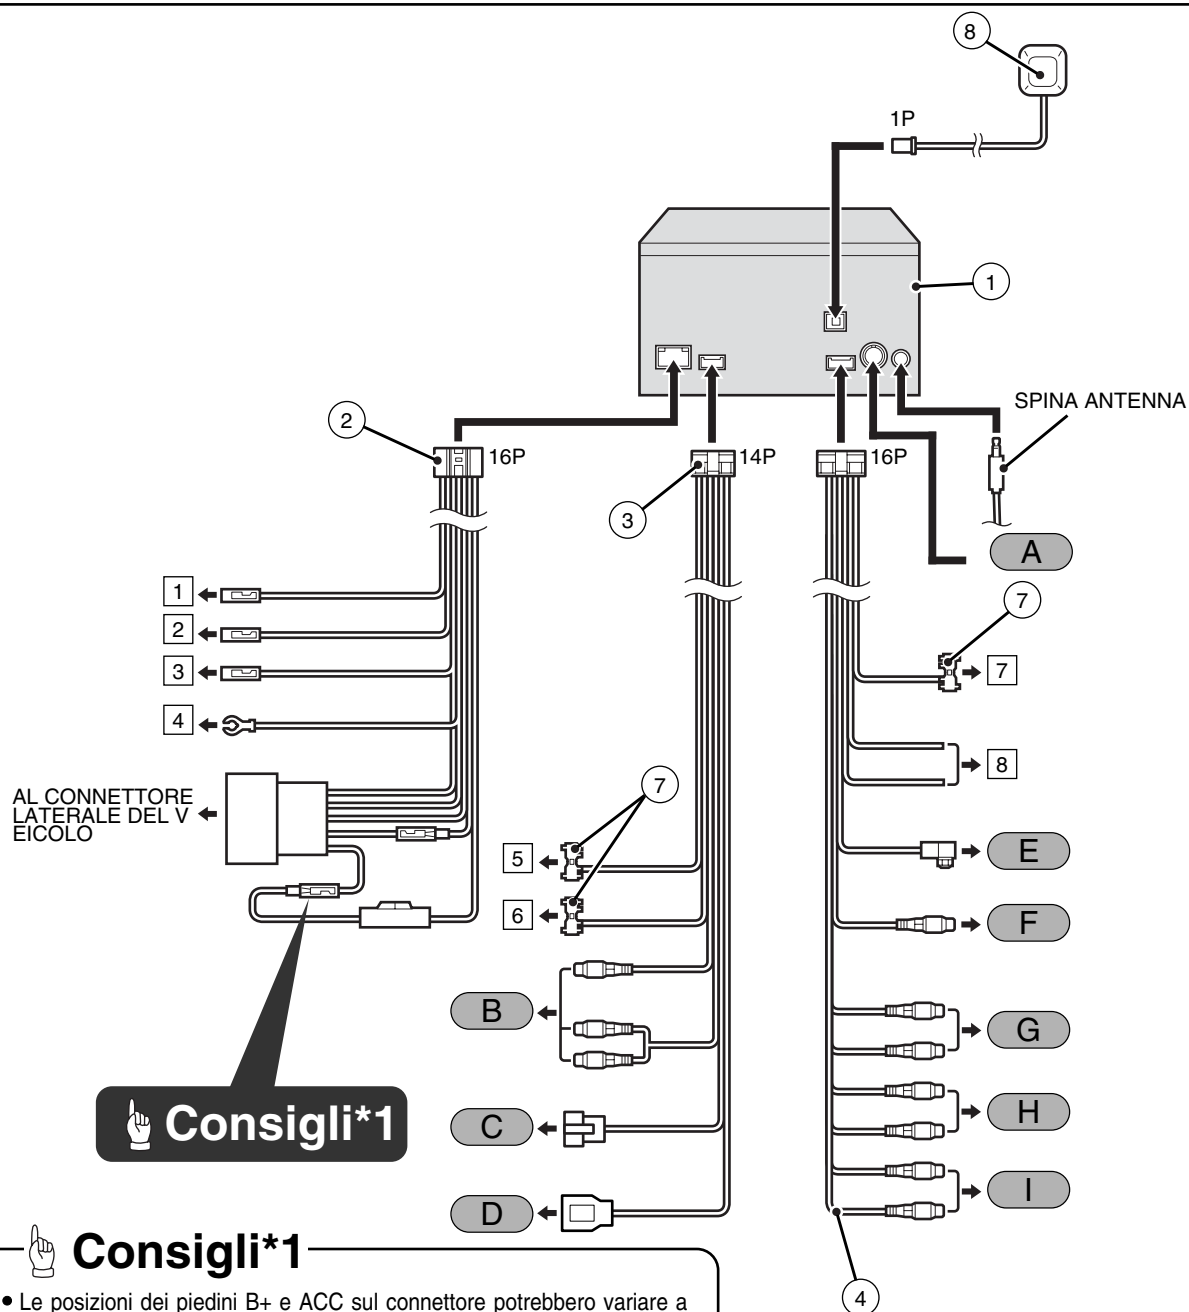 8
1P
1
SPINA ANTENNA
2
16P
14P
16P
3
A
1
7
2
3
7
4
8
7
AL CONNETTORE
LATERALE DEL V
EICOLO
5
E
6
F
B
G
Consigli*1
C
H
D
I
Consigli*1
4
• Le posizioni dei piedini B+ e ACC sul connettore potrebbero variare a